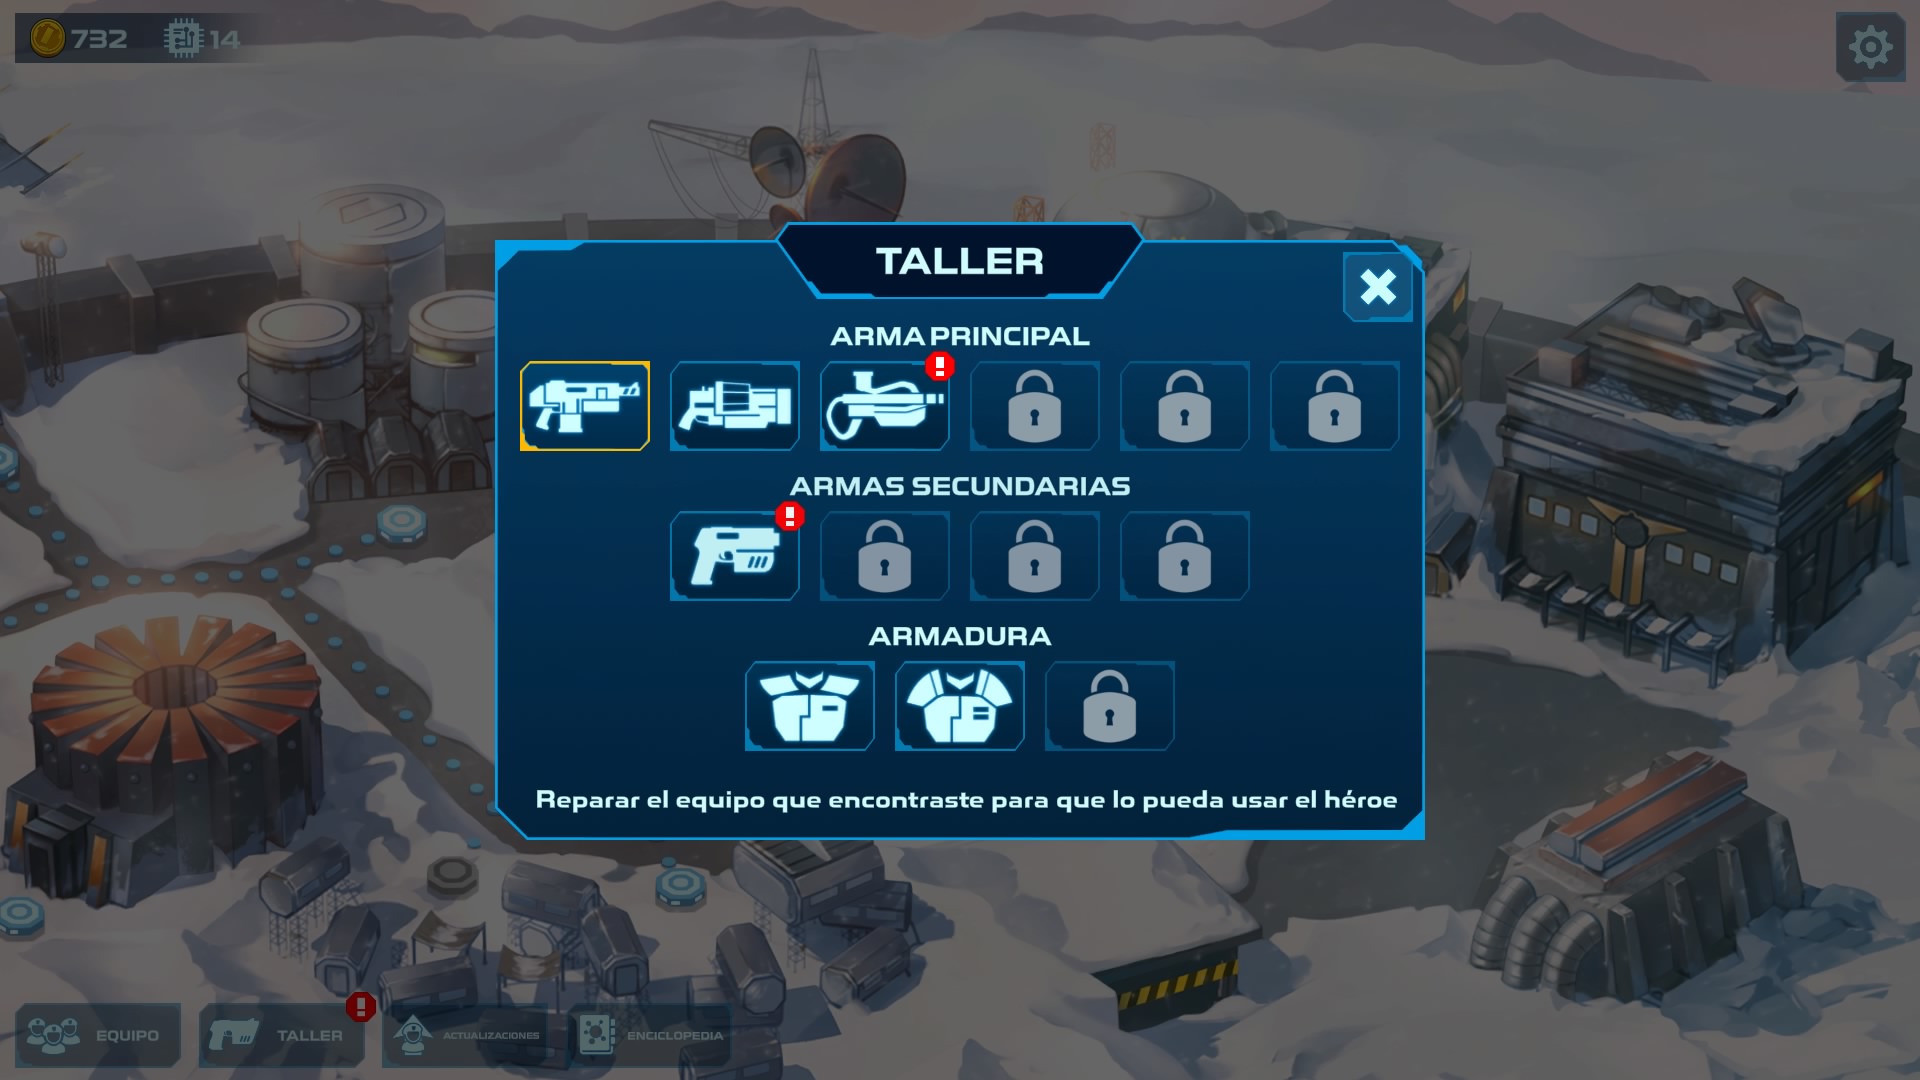 732 14
TALLER
ARMA PRINCIPAL
ARMAS SECUNDARIAS
ARMADURA
Reparar el equipo que encontraste para que lo pueda usar el héroe
EQUIPO TALLER ACTUALIZACIONES ENCICLOPEDIA